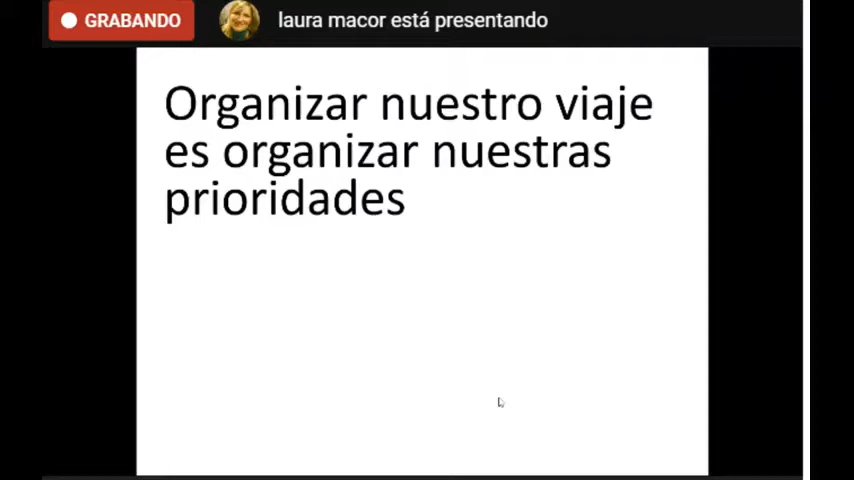 GRABANDO
laura macor está presentando
Organizar nuestro viaje
es organizar nuestras
prioridades